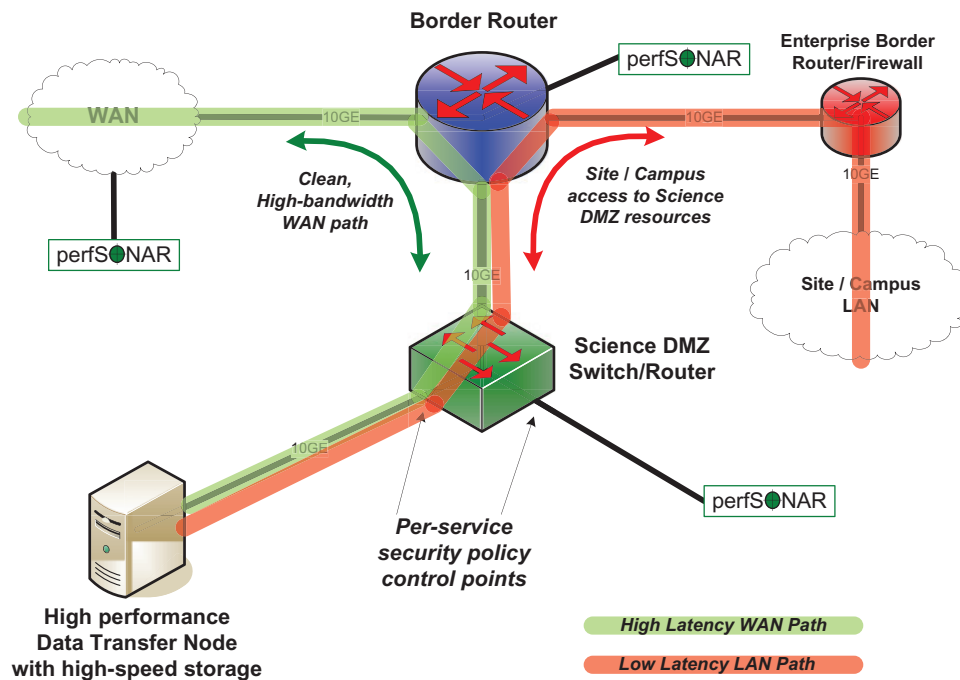 Border Router
perfSONAR
Enterprise Border
Router/Firewall
WAN
10GE
10GE
10GE
Clean,
High-bandwidth
WAN path
Site / Campus
access to Science
DMZ resources
perfSONAR
10GE
Site / Campus
LAN
Science DMZ
Switch/Router
10GE
perfSONAR
Per-service
security policy
control points
High performance
Data Transfer Node
with high-speed storage
High Latency WAN Path
Low Latency LAN Path